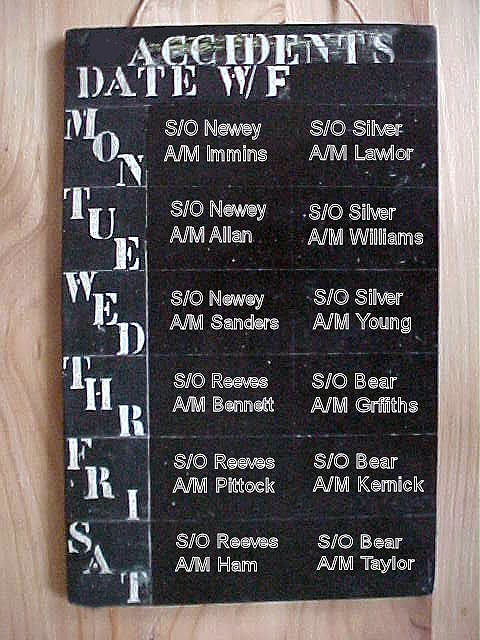 ACCIDENTS
DATE W/F
MON
S/O Newey
A/M Immins
S/O Silver
A/M Lawlor
TUE
S/O Newey
A/M Allan
S/O Silver
A/M Williams
WED
S/O Newey
A/M Sanders
S/O Silver
A/M Young
THR
S/O Reeves
A/M Bennett
S/O Bear
A/M Grffiths
FRI
S/O Reeves
A/M Pittock
S/O Bear
A/M Kernick
SAT
S/O Reeves
A/M Ham
S/O Bear
A/M Taylor